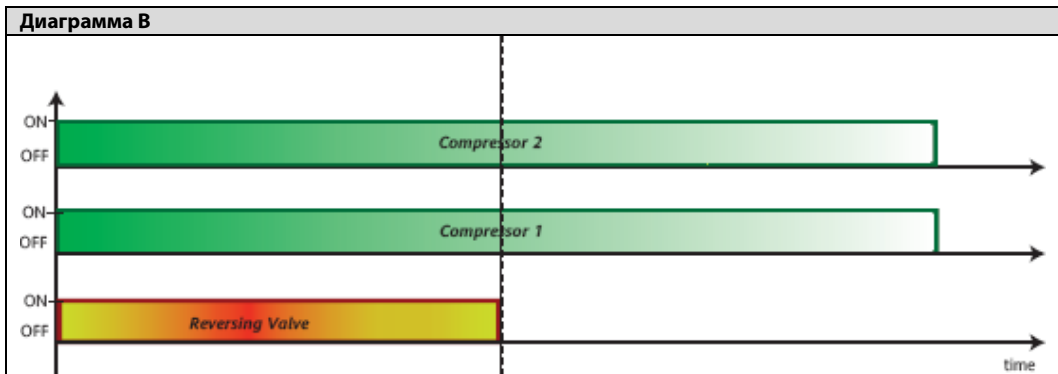 Диаграмма B
ON
OFF
Compressor 2
ON
OFF
Compressor 1
ON
OFF
Reversing Valve
time